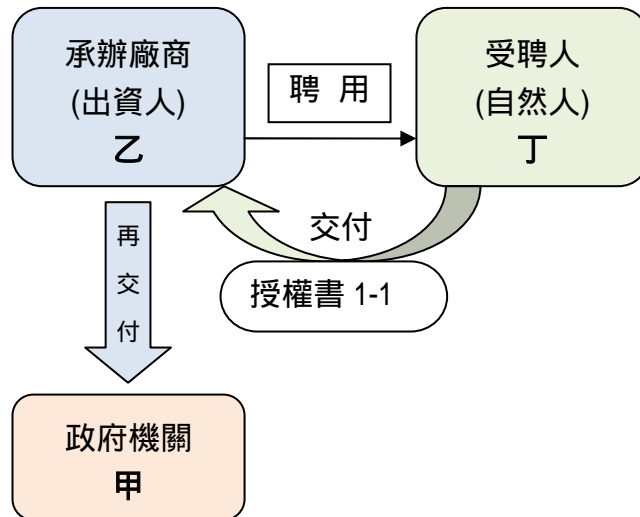 承辦廠商
(出資人)
乙
聘 用
受聘人
(自然人)
丁
交付
授權書 1-1
再
交
付
政府機關
甲